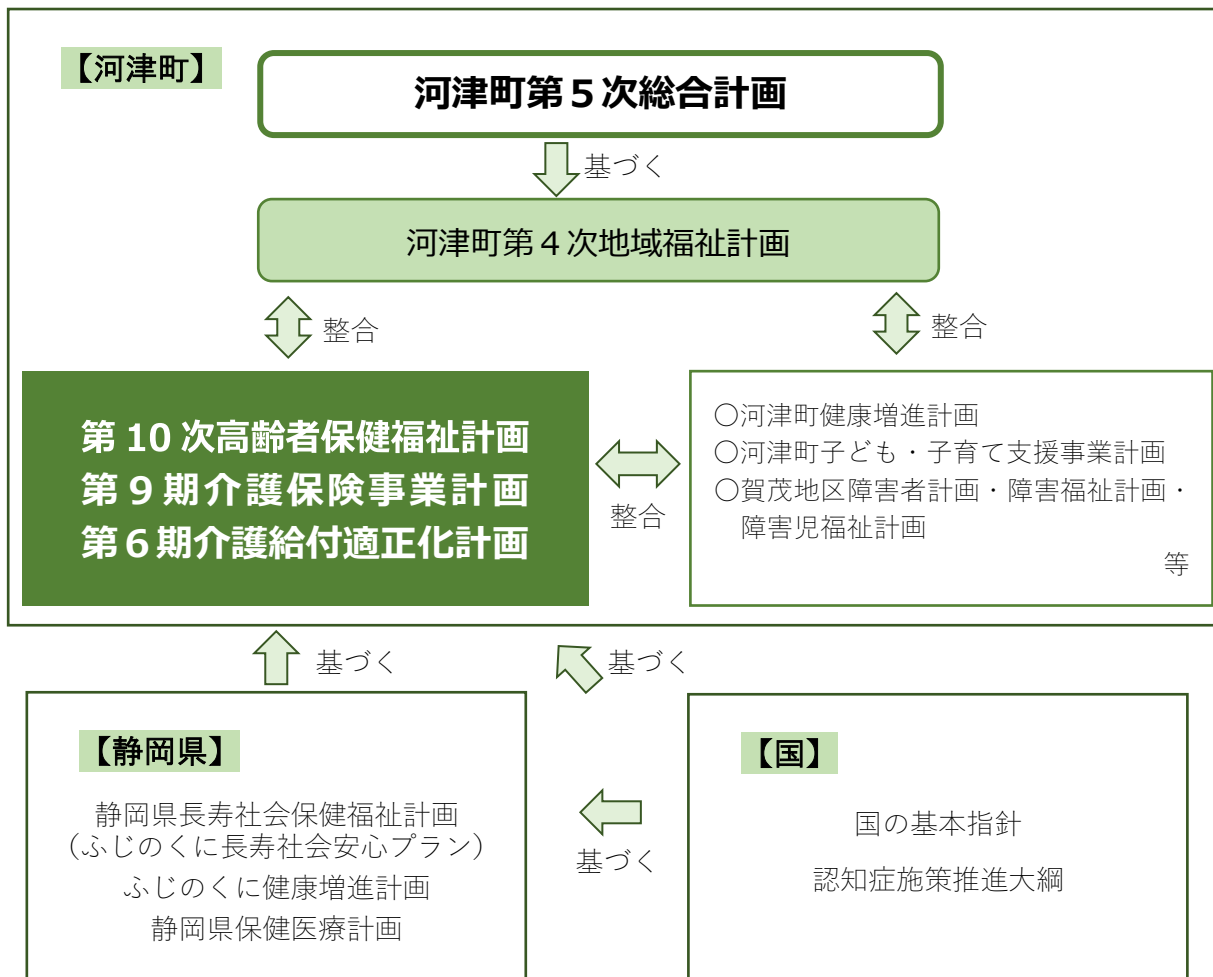 【河津町】
河津町第５次総合計画
基づく
河津町第４次地域福祉計画
整合
整合
第 10 次高齢者保健福祉計画
第９期介護保険事業計画
第６期介護給付適正化計画
整合
○河津町健康増進計画
○河津町子ども・子育て支援事業計画
○賀茂地区障害者計画・障害福祉計画・
障害児福祉計画
等
基づく
基づく
【静岡県】
静岡県長寿社会保健福祉計画
（ふじのくに長寿社会安心プラン）
ふじのくに健康増進計画
静岡県保健医療計画
基づく
【国】
国の基本指針
認知症施策推進大綱